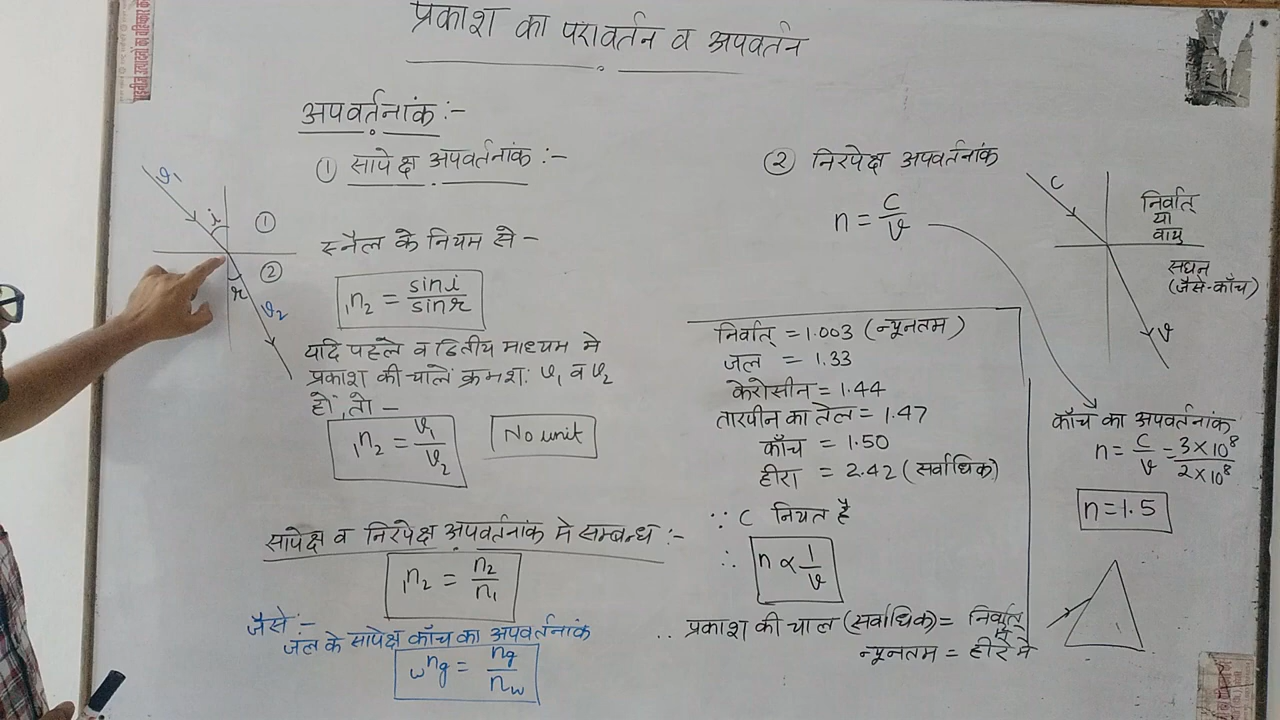 प्रकाश का परावर्तन व अपवर्तन
अपवर्तनांक :-
① सापेक्ष अपवर्तनांक :-
v₁
i
①
②
r
v₂
स्नैल के नियम से -
₁n₂ = sini / sinr
यदि पहले व द्वितीय माध्यम मे
प्रकाश की चालें क्रमशः v₁ व v₂
हों, तो -
₁n₂ = v₁ / v₂
No unit
सापेक्ष व निरपेक्ष अपवर्तनांक मे सम्बन्ध :-
₁n₂ = n₂ / n₁
जैसे :-
जल के सापेक्ष काँच का अपवर्तनांक
wng = ng / nw
② निरपेक्ष अपवर्तनांक
n = c / v
c
निर्वात्
या
वायु
सघन
(जैसे-काँच)
v
निर्वात् = 1.003 (न्यूनतम)
जल = 1.33
केरोसीन = 1.44
तारपीन का तेल = 1.47
काँच = 1.50
हीरा = 2.42 (सर्वाधिक)
∵ c नियत है
∴ n ∝ 1 / v
∴ प्रकाश की चाल (सर्वाधिक) = निर्वात् में
न्यूनतम = हीरे मे
काँच का अपवर्तनांक
n = c / v = 3×10⁸ / 2×10⁸
n = 1.5